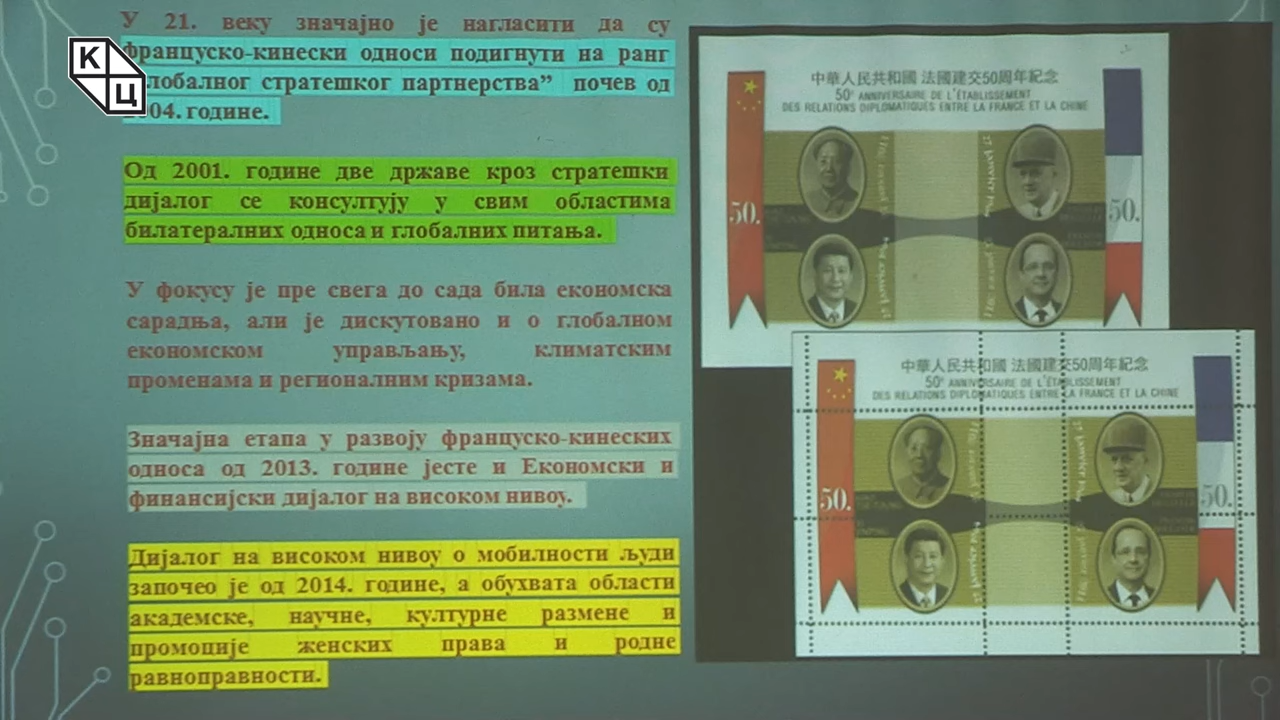 У 21. веку значајно је нагласити да су
француско-кинески односи подигнути на ранг
глобалног стратешког партнерства” почев од
2004. године.
Од 2001. године две државе кроз стратешки
дијалог се консултују у свим областима
билатералних односа и глобалних питања.
У фокусу је пре свега до сада била економска
сарадња, али је дискутовано и о глобалном
економском управљању, климатским
променама и регионалним кризама.
Значајна етапа у развоју француско-кинеских
односа од 2013. године јесте и Економски и
финансијски дијалог на високом нивоу.
Дијалог на високом нивоу о мобилности људи
започео је од 2014. године, а обухвата области
академске, научне, културне размене и
промоције женских права и родне
равноправности.
КЦ
中華人民共和國 法國建交50周年紀念
50e ANNIVERSAIRE DE L'ÉTABLISSEMENT
DES RELATIONS DIPLOMATIQUES ENTRE LA FRANCE ET LA CHINE
50.
50.
中華人民共和國 法國建交50周年紀念
50e ANNIVERSAIRE DE L'ÉTABLISSEMENT
DES RELATIONS DIPLOMATIQUES ENTRE LA FRANCE ET LA CHINE
50.
50.